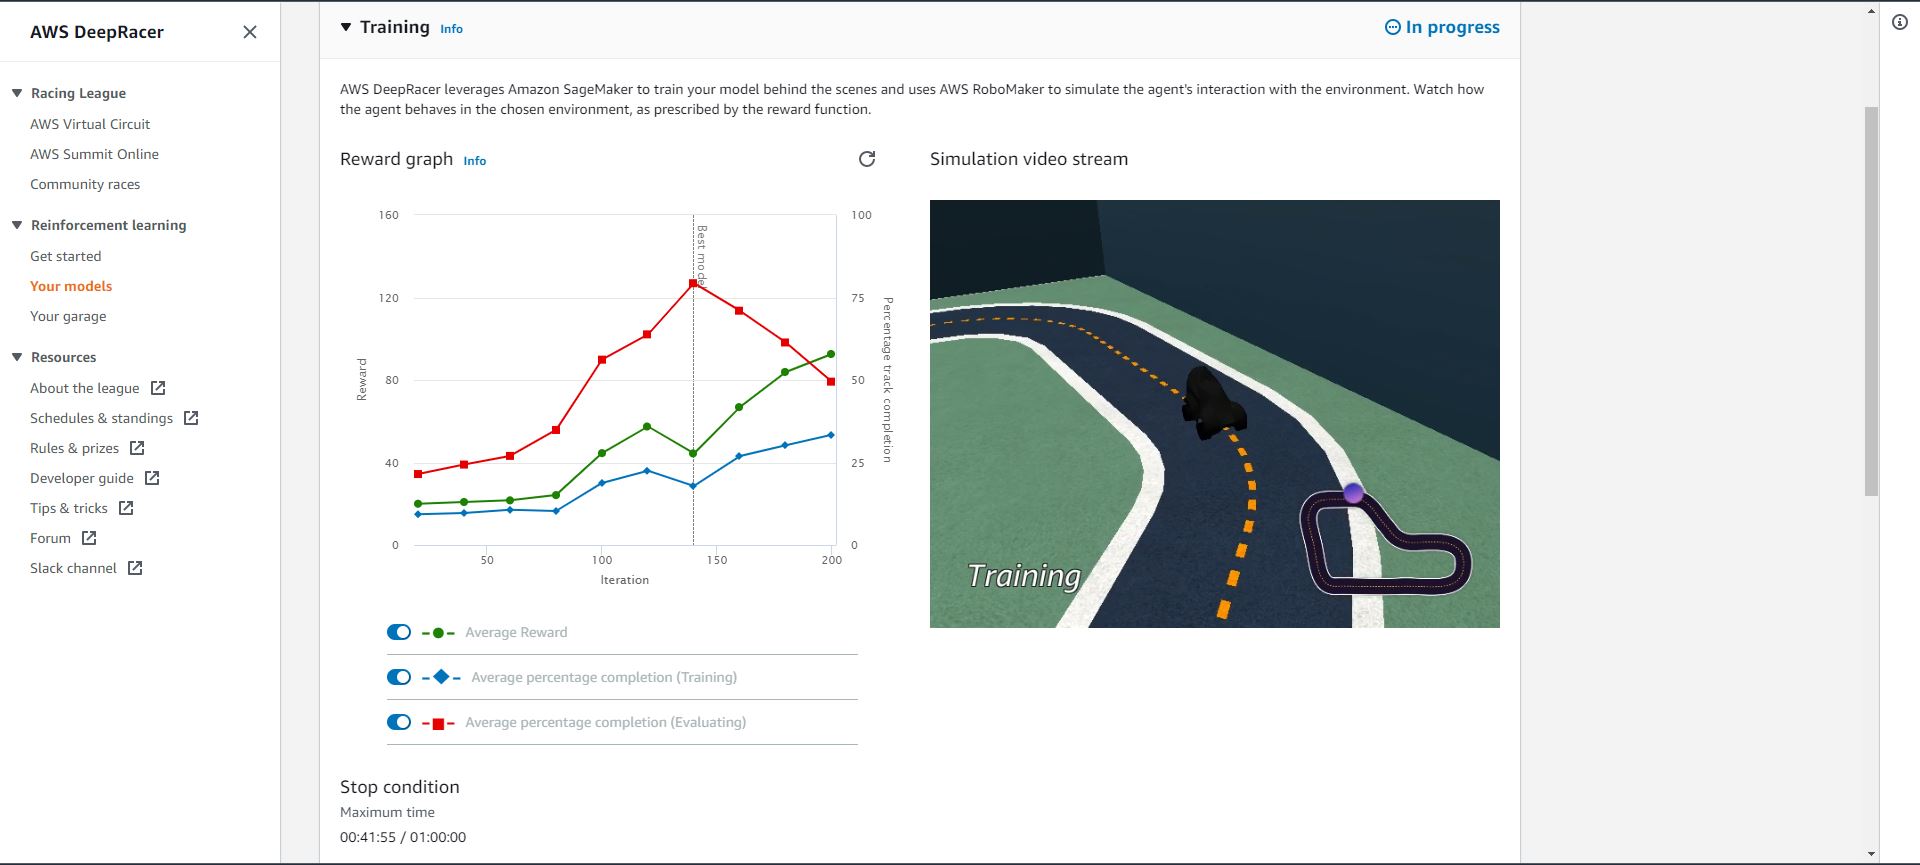 AWS DeepRacer
Racing League
AWS Virtual Circuit
AWS Summit Online
Community races
Reinforcement learning
Get started
Your models
Your garage
Resources
About the league
Schedules & standings
Rules & prizes
Developer guide
Tips & tricks
Forum
Slack channel
Training Info
In progress
AWS DeepRacer leverages Amazon SageMaker to train your model behind the scenes and uses AWS RoboMaker to simulate the agent's interaction with the environment. Watch how
the agent behaves in the chosen environment, as prescribed by the reward function.
Reward graph Info
160
120
80
40
0
Reward
100
75
50
25
0
Percentage track completion
Best model
50 100 150 200
Iteration
Average Reward
Average percentage completion (Training)
Average percentage completion (Evaluating)
Simulation video stream
Training
Stop condition
Maximum time
00:41:55 / 01:00:00